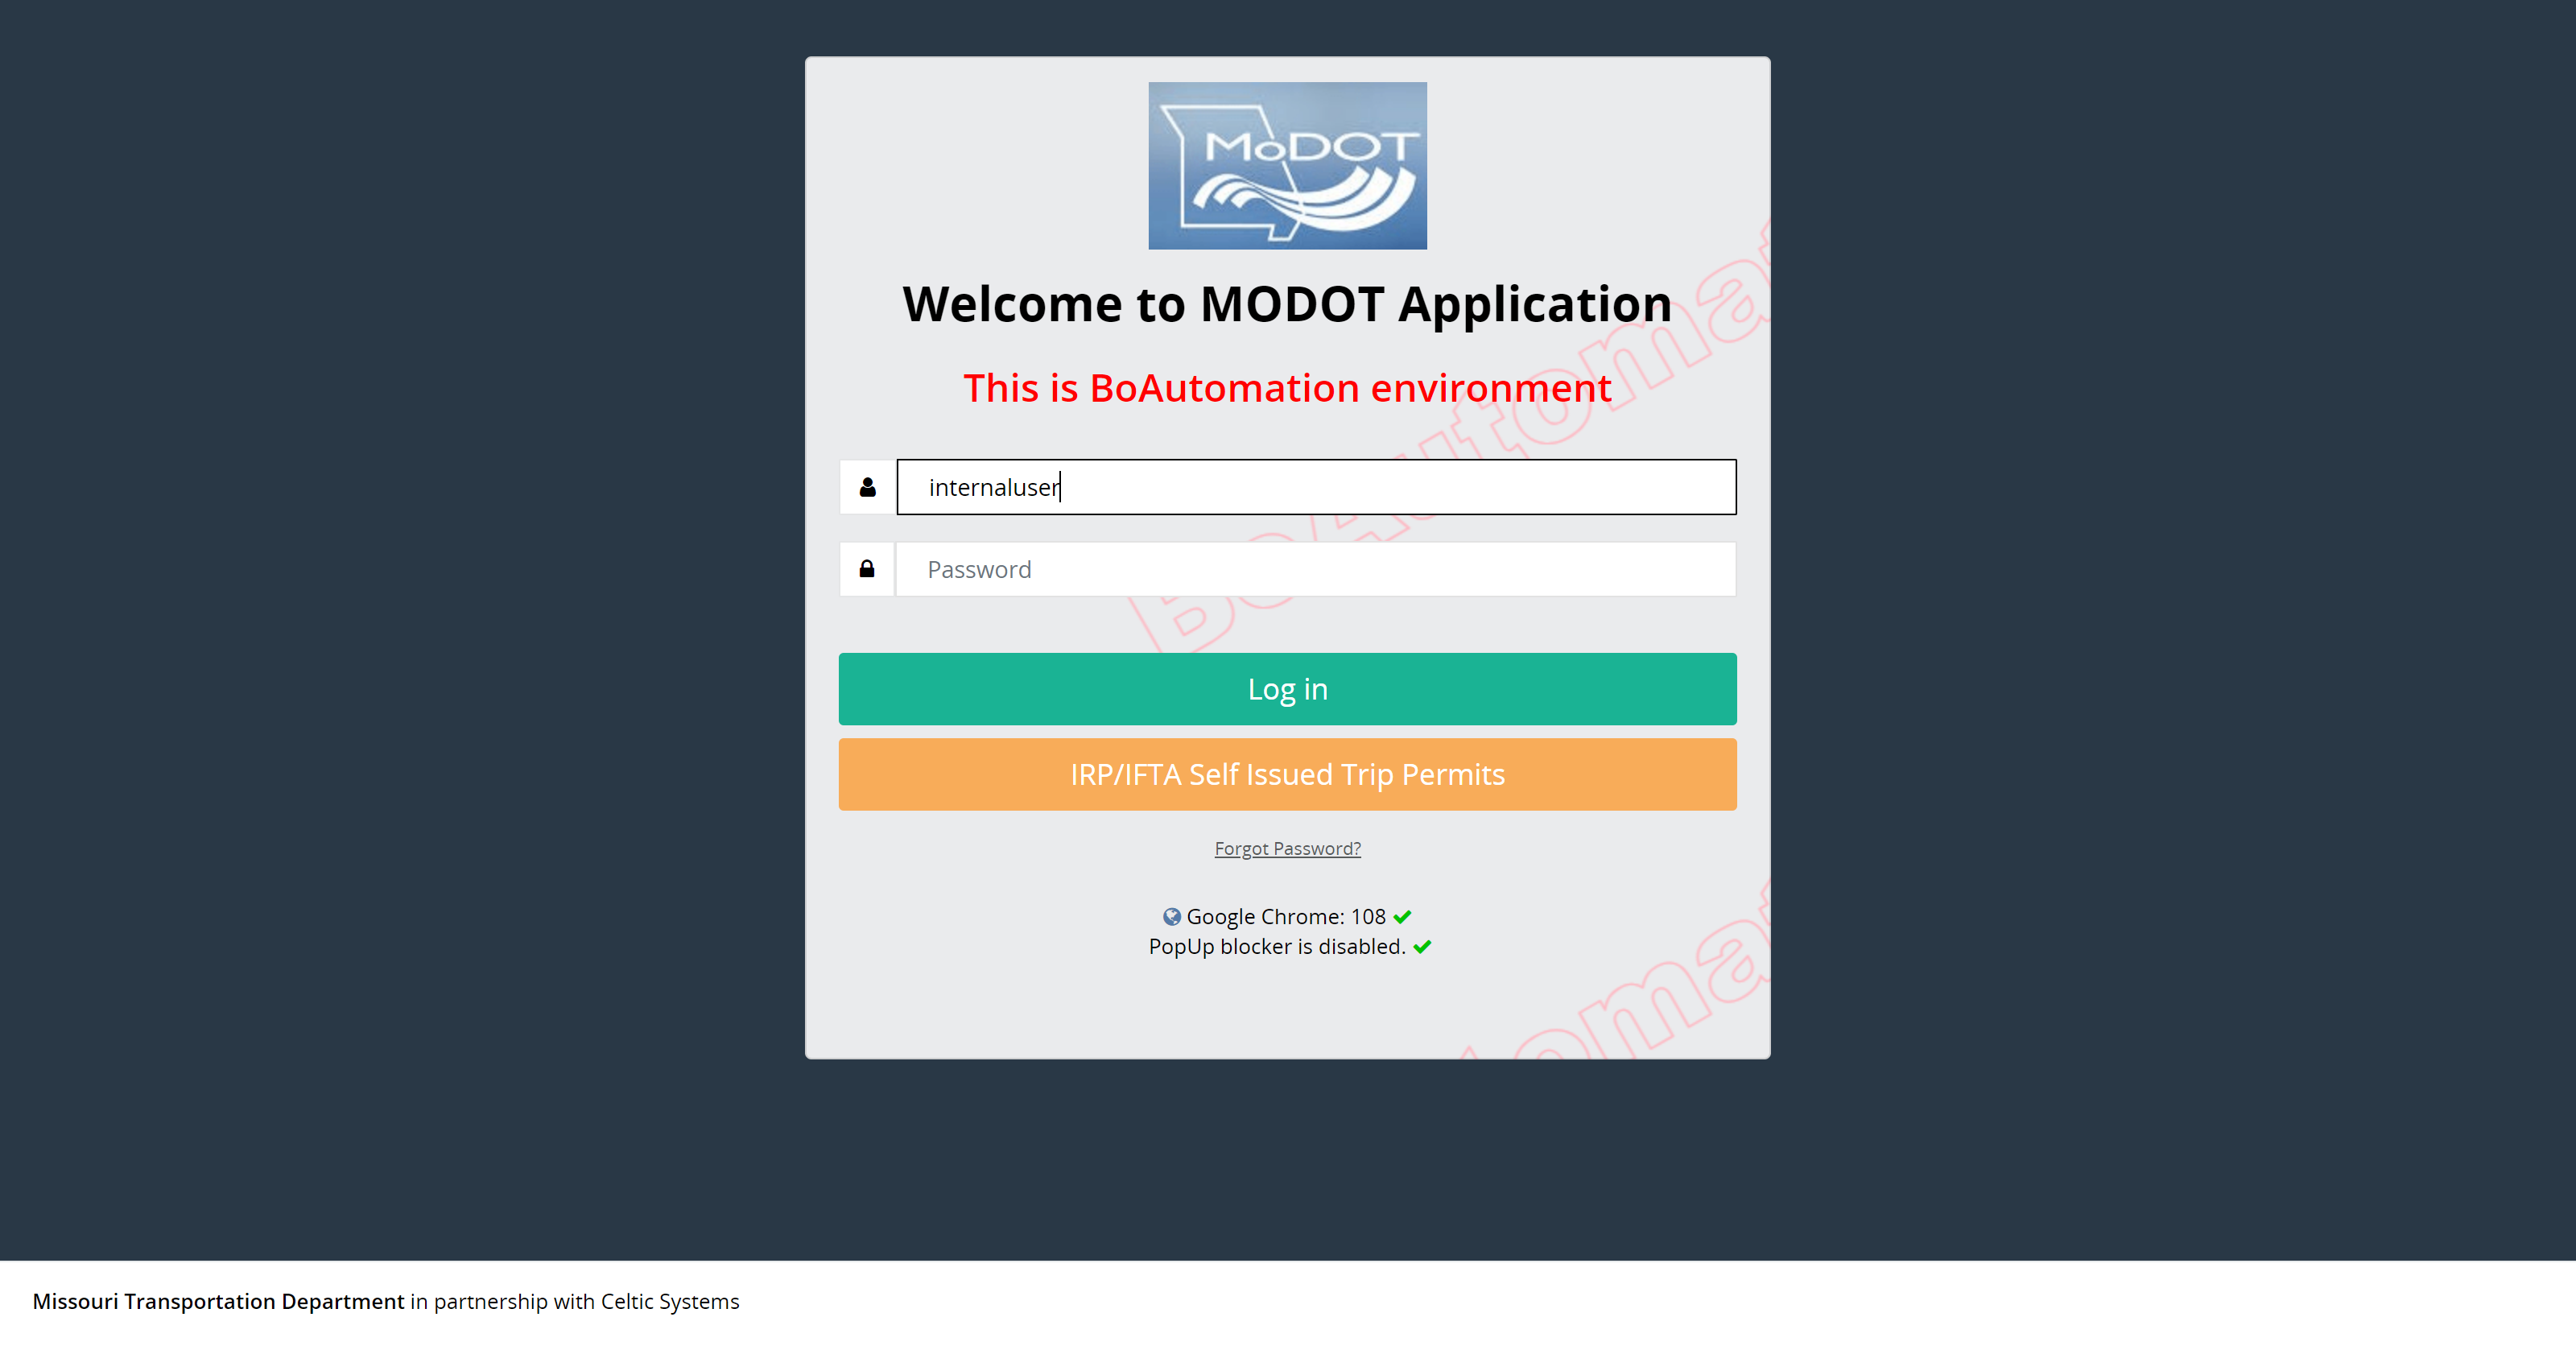 MoDOT
Welcome to MODOT Application
This is BoAutomation environment
internaluser
Password
Log in
IRP/IFTA Self Issued Trip Permits
Forgot Password?
Google Chrome: 108
PopUp blocker is disabled.
Missouri Transportation Department in partnership with Celtic Systems